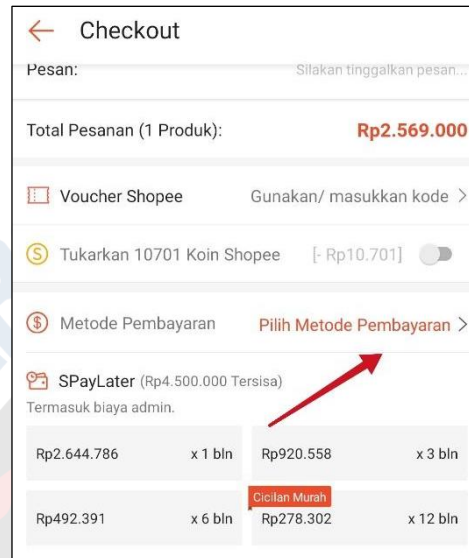 Checkout
Pesan: Silakan tinggalkan pesan...
Total Pesanan (1 Produk): Rp2.569.000
Voucher Shopee Gunakan/ masukkan kode >
S Tukarkan 10701 Koin Shopee [- Rp10.701]
$ Metode Pembayaran Pilih Metode Pembayaran >
SPayLater (Rp4.500.000 Tersisa)
Termasuk biaya admin.
Rp2.644.786 x 1 bln Rp920.558 x 3 bln
Cicilan Murah
Rp492.391 x 6 bln Rp278.302 x 12 bln